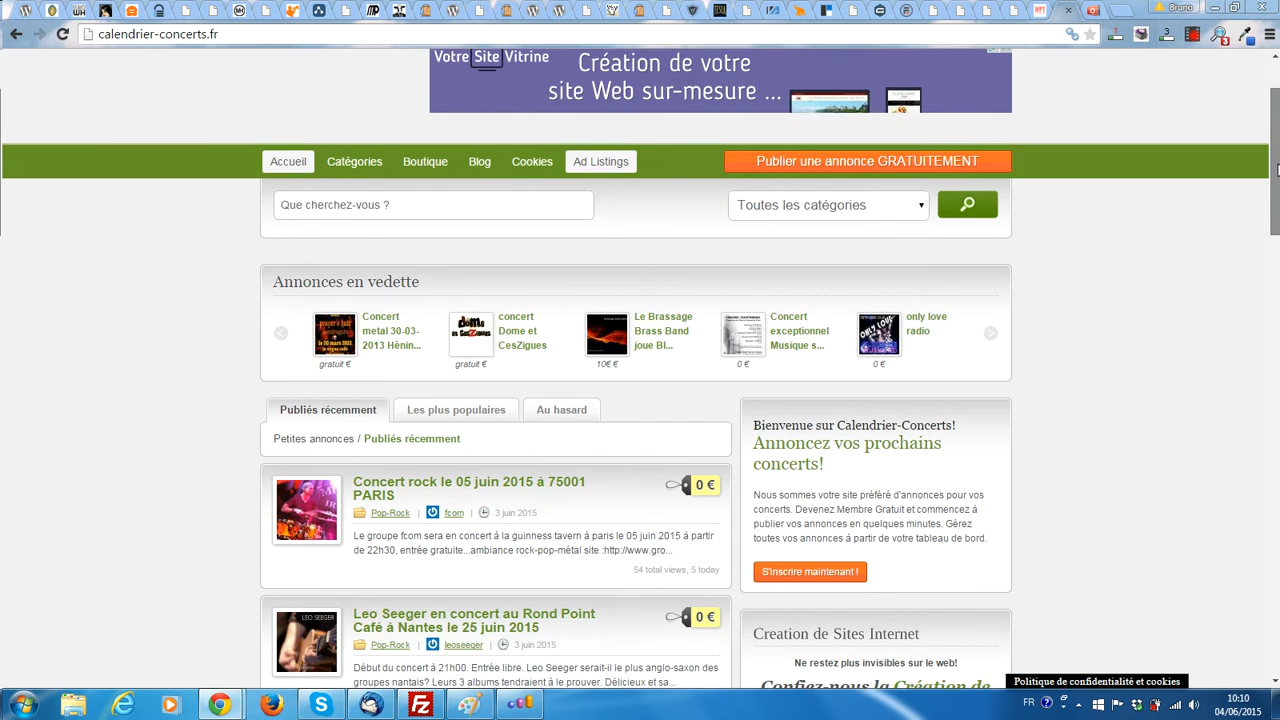 Bruno
calendrier-concerts.fr
Votre Site Vitrine
Création de votre
site Web sur-mesure ...
Accueil Catégories Boutique Blog Cookies Ad Listings Publier une annonce GRATUITEMENT
Que cherchez-vous ? Toutes les catégories
Annonces en vedette
Concert
metal 30-03-
2013 Hénin...
gratuit €
concert
Dome et
CesZigues
gratuit €
Le Brassage
Brass Band
joue Bl...
10€ €
Concert
exceptionnel
Musique s...
0 €
only love
radio
0 €
Publiés récemment Les plus populaires Au hasard
Petites annonces / Publiés récemment
Concert rock le 05 juin 2015 à 75001
PARIS
0 €
Pop-Rock | fcom | 3 juin 2015
Le groupe fcom sera en concert à la guinness tavern à paris le 05 juin 2015 à partir
de 22h30, entrée gratuite...ambiance rock-pop-métal site :http://www.gro...
54 total views, 5 today
LEO SEEGER
Leo Seeger en concert au Rond Point
Café à Nantes le 25 juin 2015
0 €
Pop-Rock | leoseeger | 3 juin 2015
Début du concert à 21h00. Entrée libre. Leo Seeger serait-il le plus anglo-saxon des
groupes nantais? Leurs 3 albums tendraient à le prouver. Délicieux et sa...
Bienvenue sur Calendrier-Concerts!
Annoncez vos prochains
concerts!
Nous sommes votre site préféré d'annonces pour vos
concerts. Devenez Membre Gratuit et commencez à
publier vos annonces en quelques minutes. Gérez
toutes vos annonces à partir de votre tableau de bord.
S'inscrire maintenant !
Creation de Sites Internet
Ne restez plus invisibles sur le web!
Confiez-nous la Création de
Politique de confidentialité et cookies
FR
10:10
04/06/2015